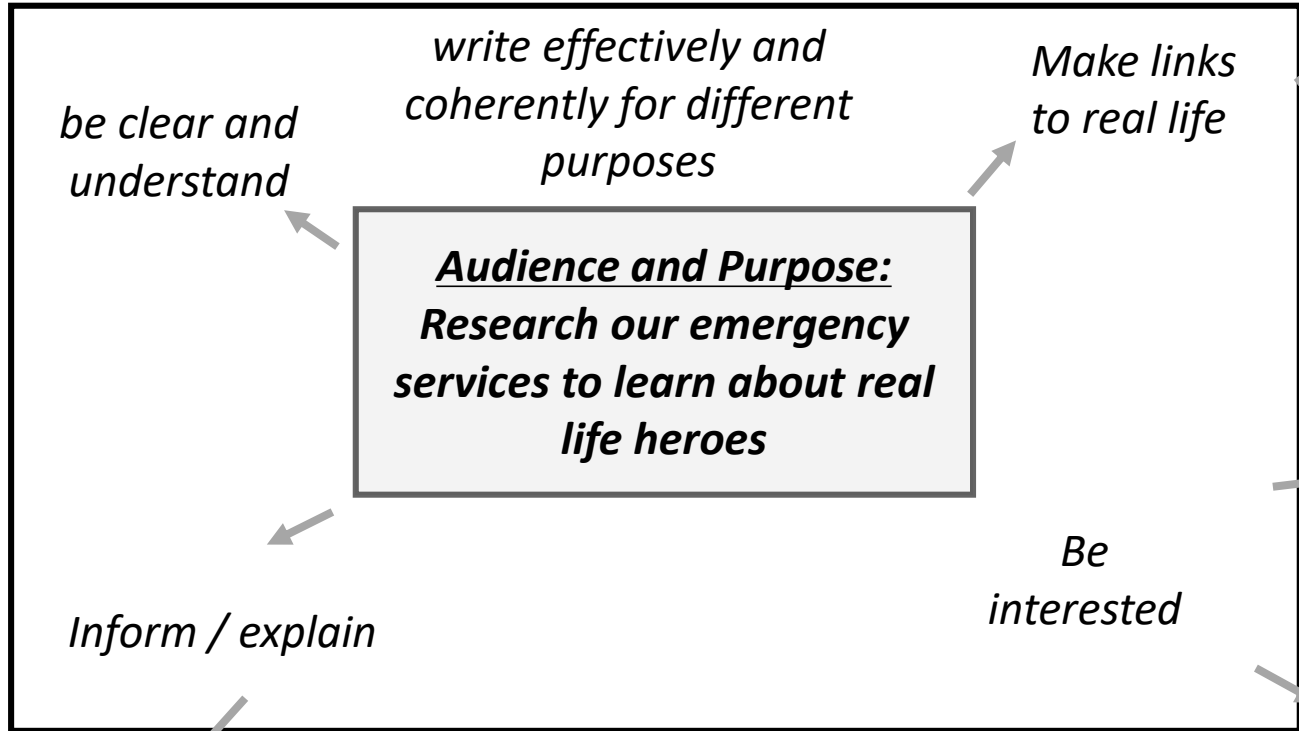 write effectively and
coherently for different
purposes
Make links
to real life
be clear and
understand
Audience and Purpose:
Research our emergency
services to learn about real
life heroes
Inform / explain
Be
interested